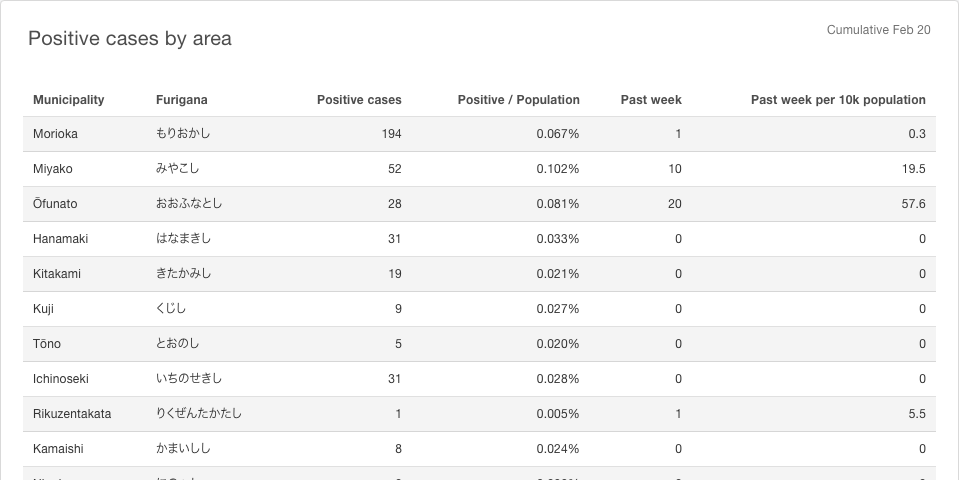 Positive cases by area
Cumulative Feb 20
Municipality Furigana Positive cases Positive / Population Past week Past week per 10k population
Morioka もりおかし 194 0.067% 1 0.3
Miyako みやこし 52 0.102% 10 19.5
Ōfunato おおふなとし 28 0.081% 20 57.6
Hanamaki はなまきし 31 0.033% 0 0
Kitakami きたかみし 19 0.021% 0 0
Kuji くじし 9 0.027% 0 0
Tōno とおのし 5 0.020% 0 0
Ichinoseki いちのせきし 31 0.028% 0 0
Rikuzentakata りくぜんたかたし 1 0.005% 1 5.5
Kamaishi かまいしし 8 0.024% 0 0